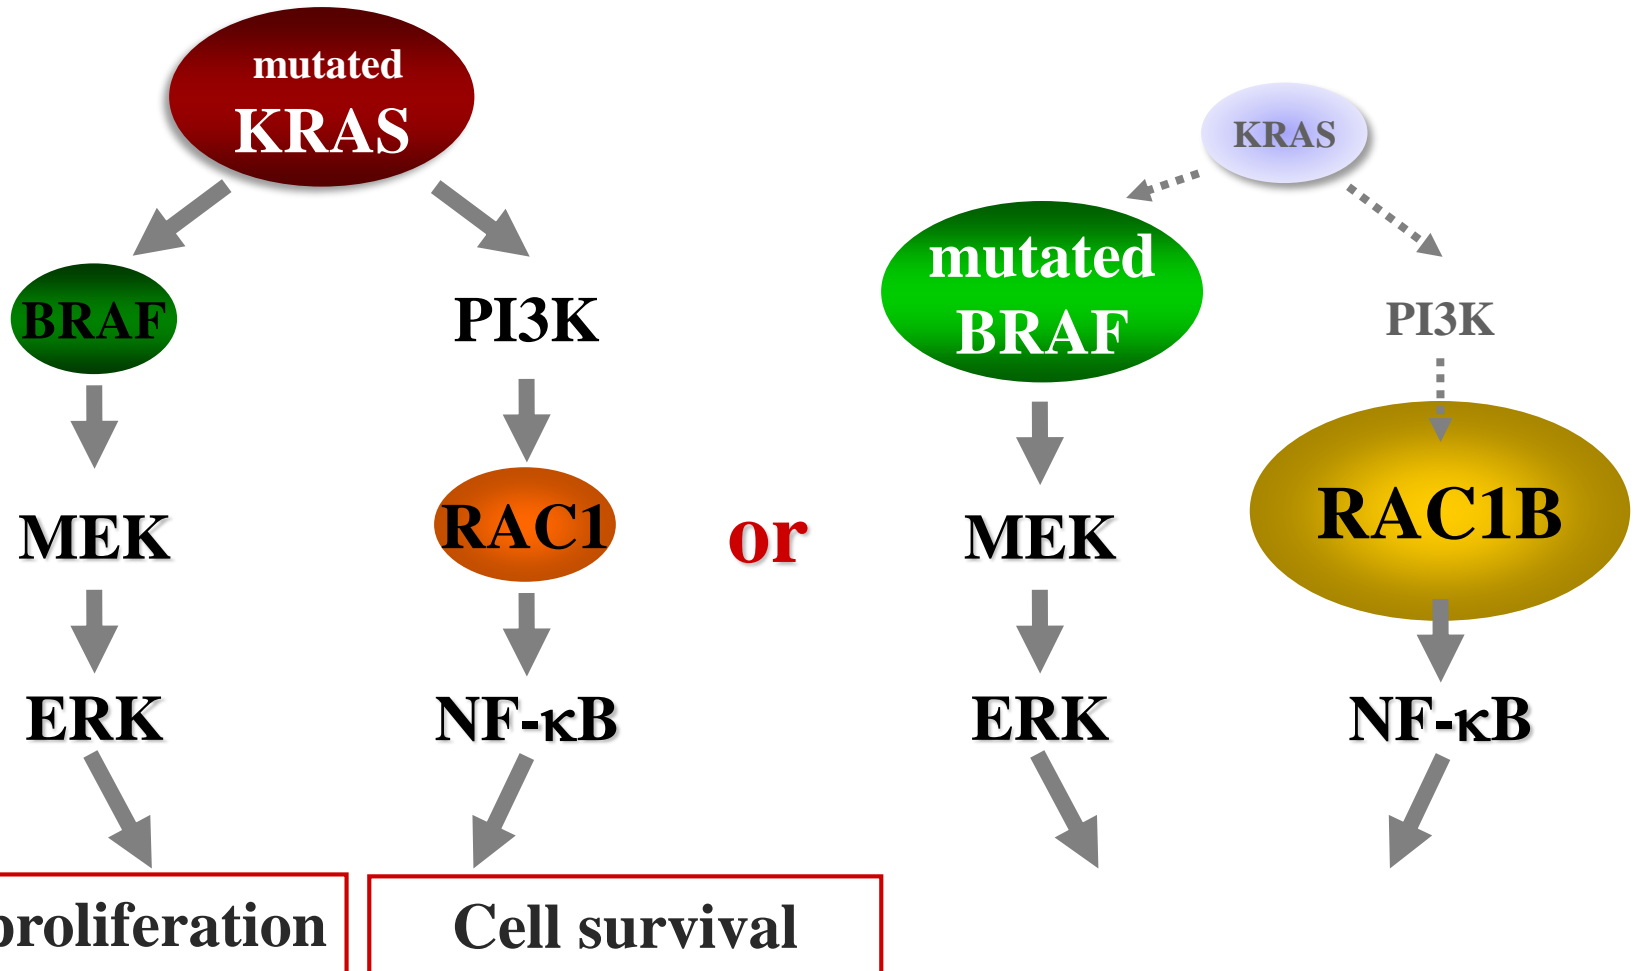 mutated
KRAS
BRAF
PI3K
MEK
RAC1
ERK
NF-κB
proliferation
Cell survival
or
KRAS
mutated
BRAF
PI3K
MEK
RAC1B
ERK
NF-κB